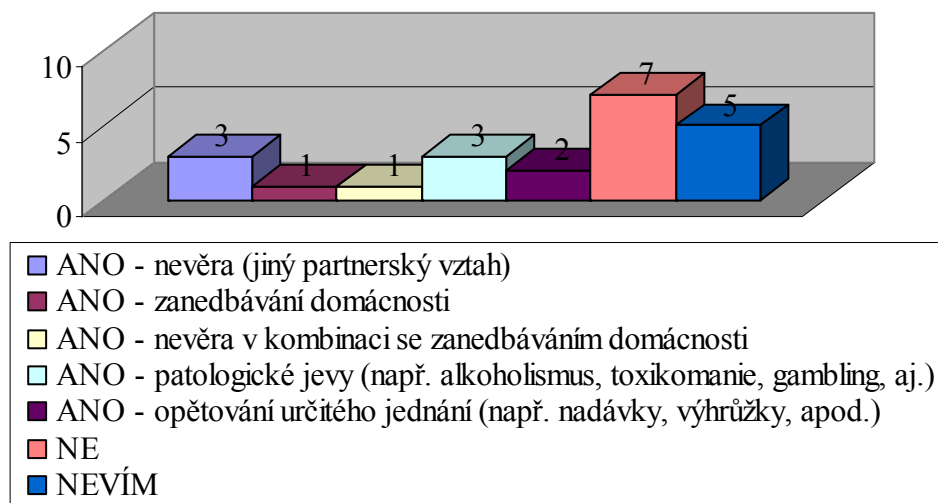 10
5
0
3
1
1
3
2
7
5
ANO - nevěra (jiný partnerský vztah)
ANO - zanedbávání domácnosti
ANO - nevěra v kombinaci se zanedbáváním domácnosti
ANO - patologické jevy (např. alkoholismus, toxikomanie, gambling, aj.)
ANO - opětování určitého jednání (např. nadávky, výhrůžky, apod.)
NE
NEVÍM